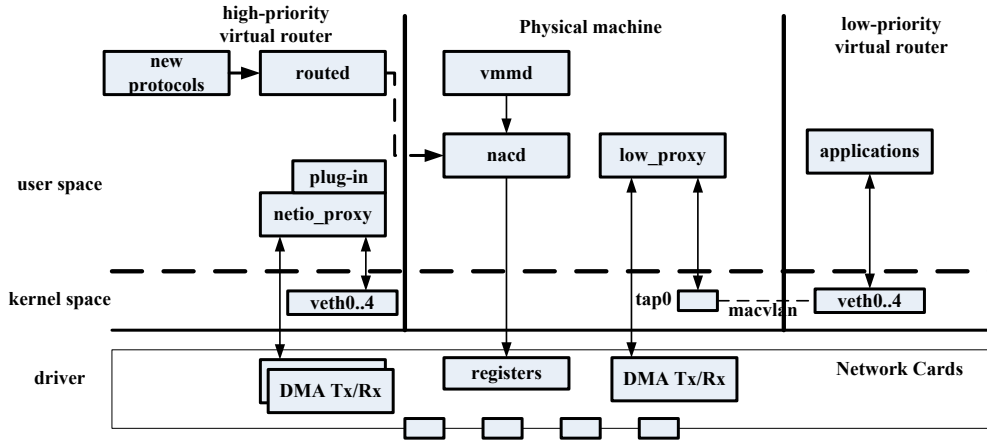 high-priority
virtual router
Physical machine
low-priority
virtual router
new
protocols
routed
vmmd
nacd
low_proxy
applications
user space
plug-in
netio_proxy
kernel space
veth0..4
tap0
macvlan
veth0..4
driver
DMA Tx/Rx
registers
DMA Tx/Rx
Network Cards